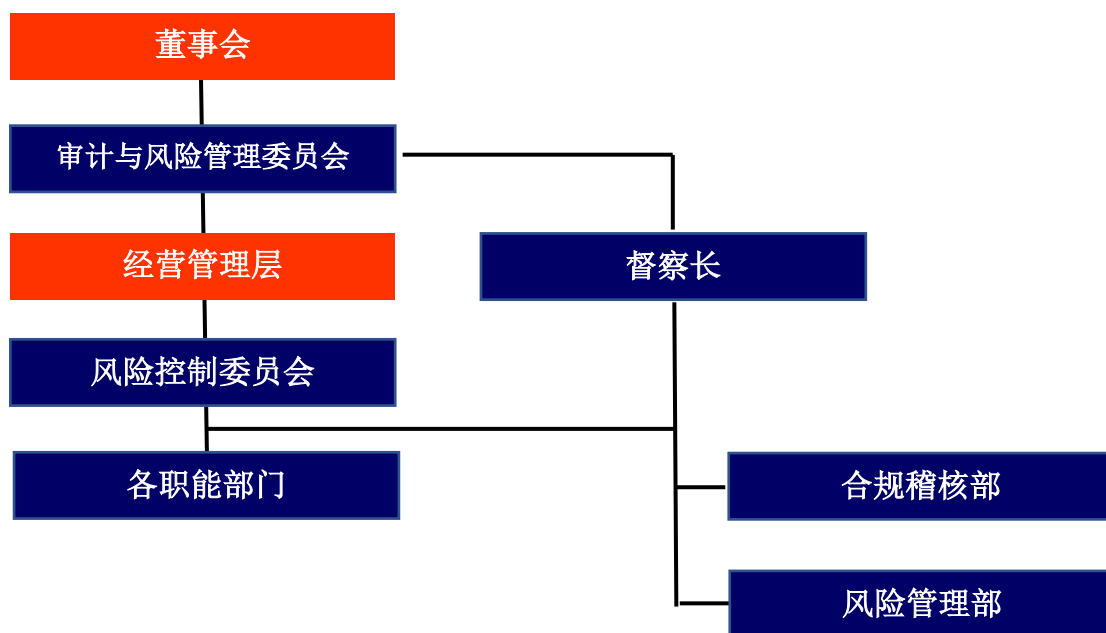 董事会
审计与风险管理委员会
经营管理层
督察长
风险控制委员会
各职能部门
合规稽核部
风险管理部